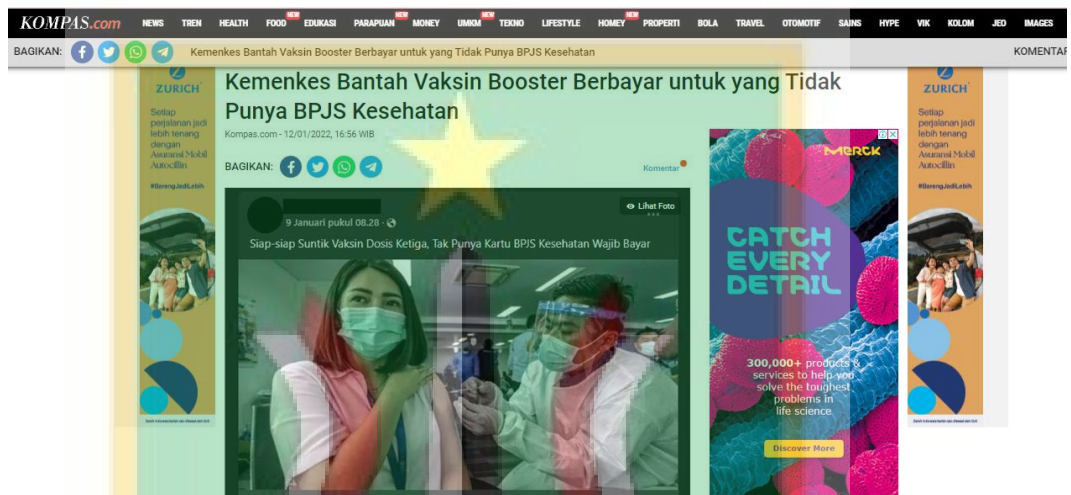 KOMPAS.com NEWS TREN HEALTH FOOD NEW EDUKASI PARAPUAN NEW MONEY UMKM NEW TEKNO LIFESTYLE HOMEY NEW PROPERTI BOLA TRAVEL OTOMOTIF SAINS HYPE VIK KOLOM JEO IMAGES
BAGIKAN: Kemenkes Bantah Vaksin Booster Berbayar untuk yang Tidak Punya BPJS Kesehatan KOMENTAR
ZURICH
Setiap
perjalanan jadi
lebih tenang
dengan
Asuransi Mobil
Autocillin
#BarengJadiLebih
Kemenkes Bantah Vaksin Booster Berbayar untuk yang Tidak
Punya BPJS Kesehatan
Kompas.com - 12/01/2022, 16:56 WIB
BAGIKAN:
Komentar
Lihat Foto
9 Januari pukul 08.28
Siap-siap Suntik Vaksin Dosis Ketiga, Tak Punya Kartu BPJS Kesehatan Wajib Bayar
MERCK
CATCH
EVERY
DETAIL
300,000+ products &
services to help you
solve the toughest
problems in
life science
Discover More
ZURICH
Setiap
perjalanan jadi
lebih tenang
dengan
Asuransi Mobil
Autocillin
#BarengJadiLebih